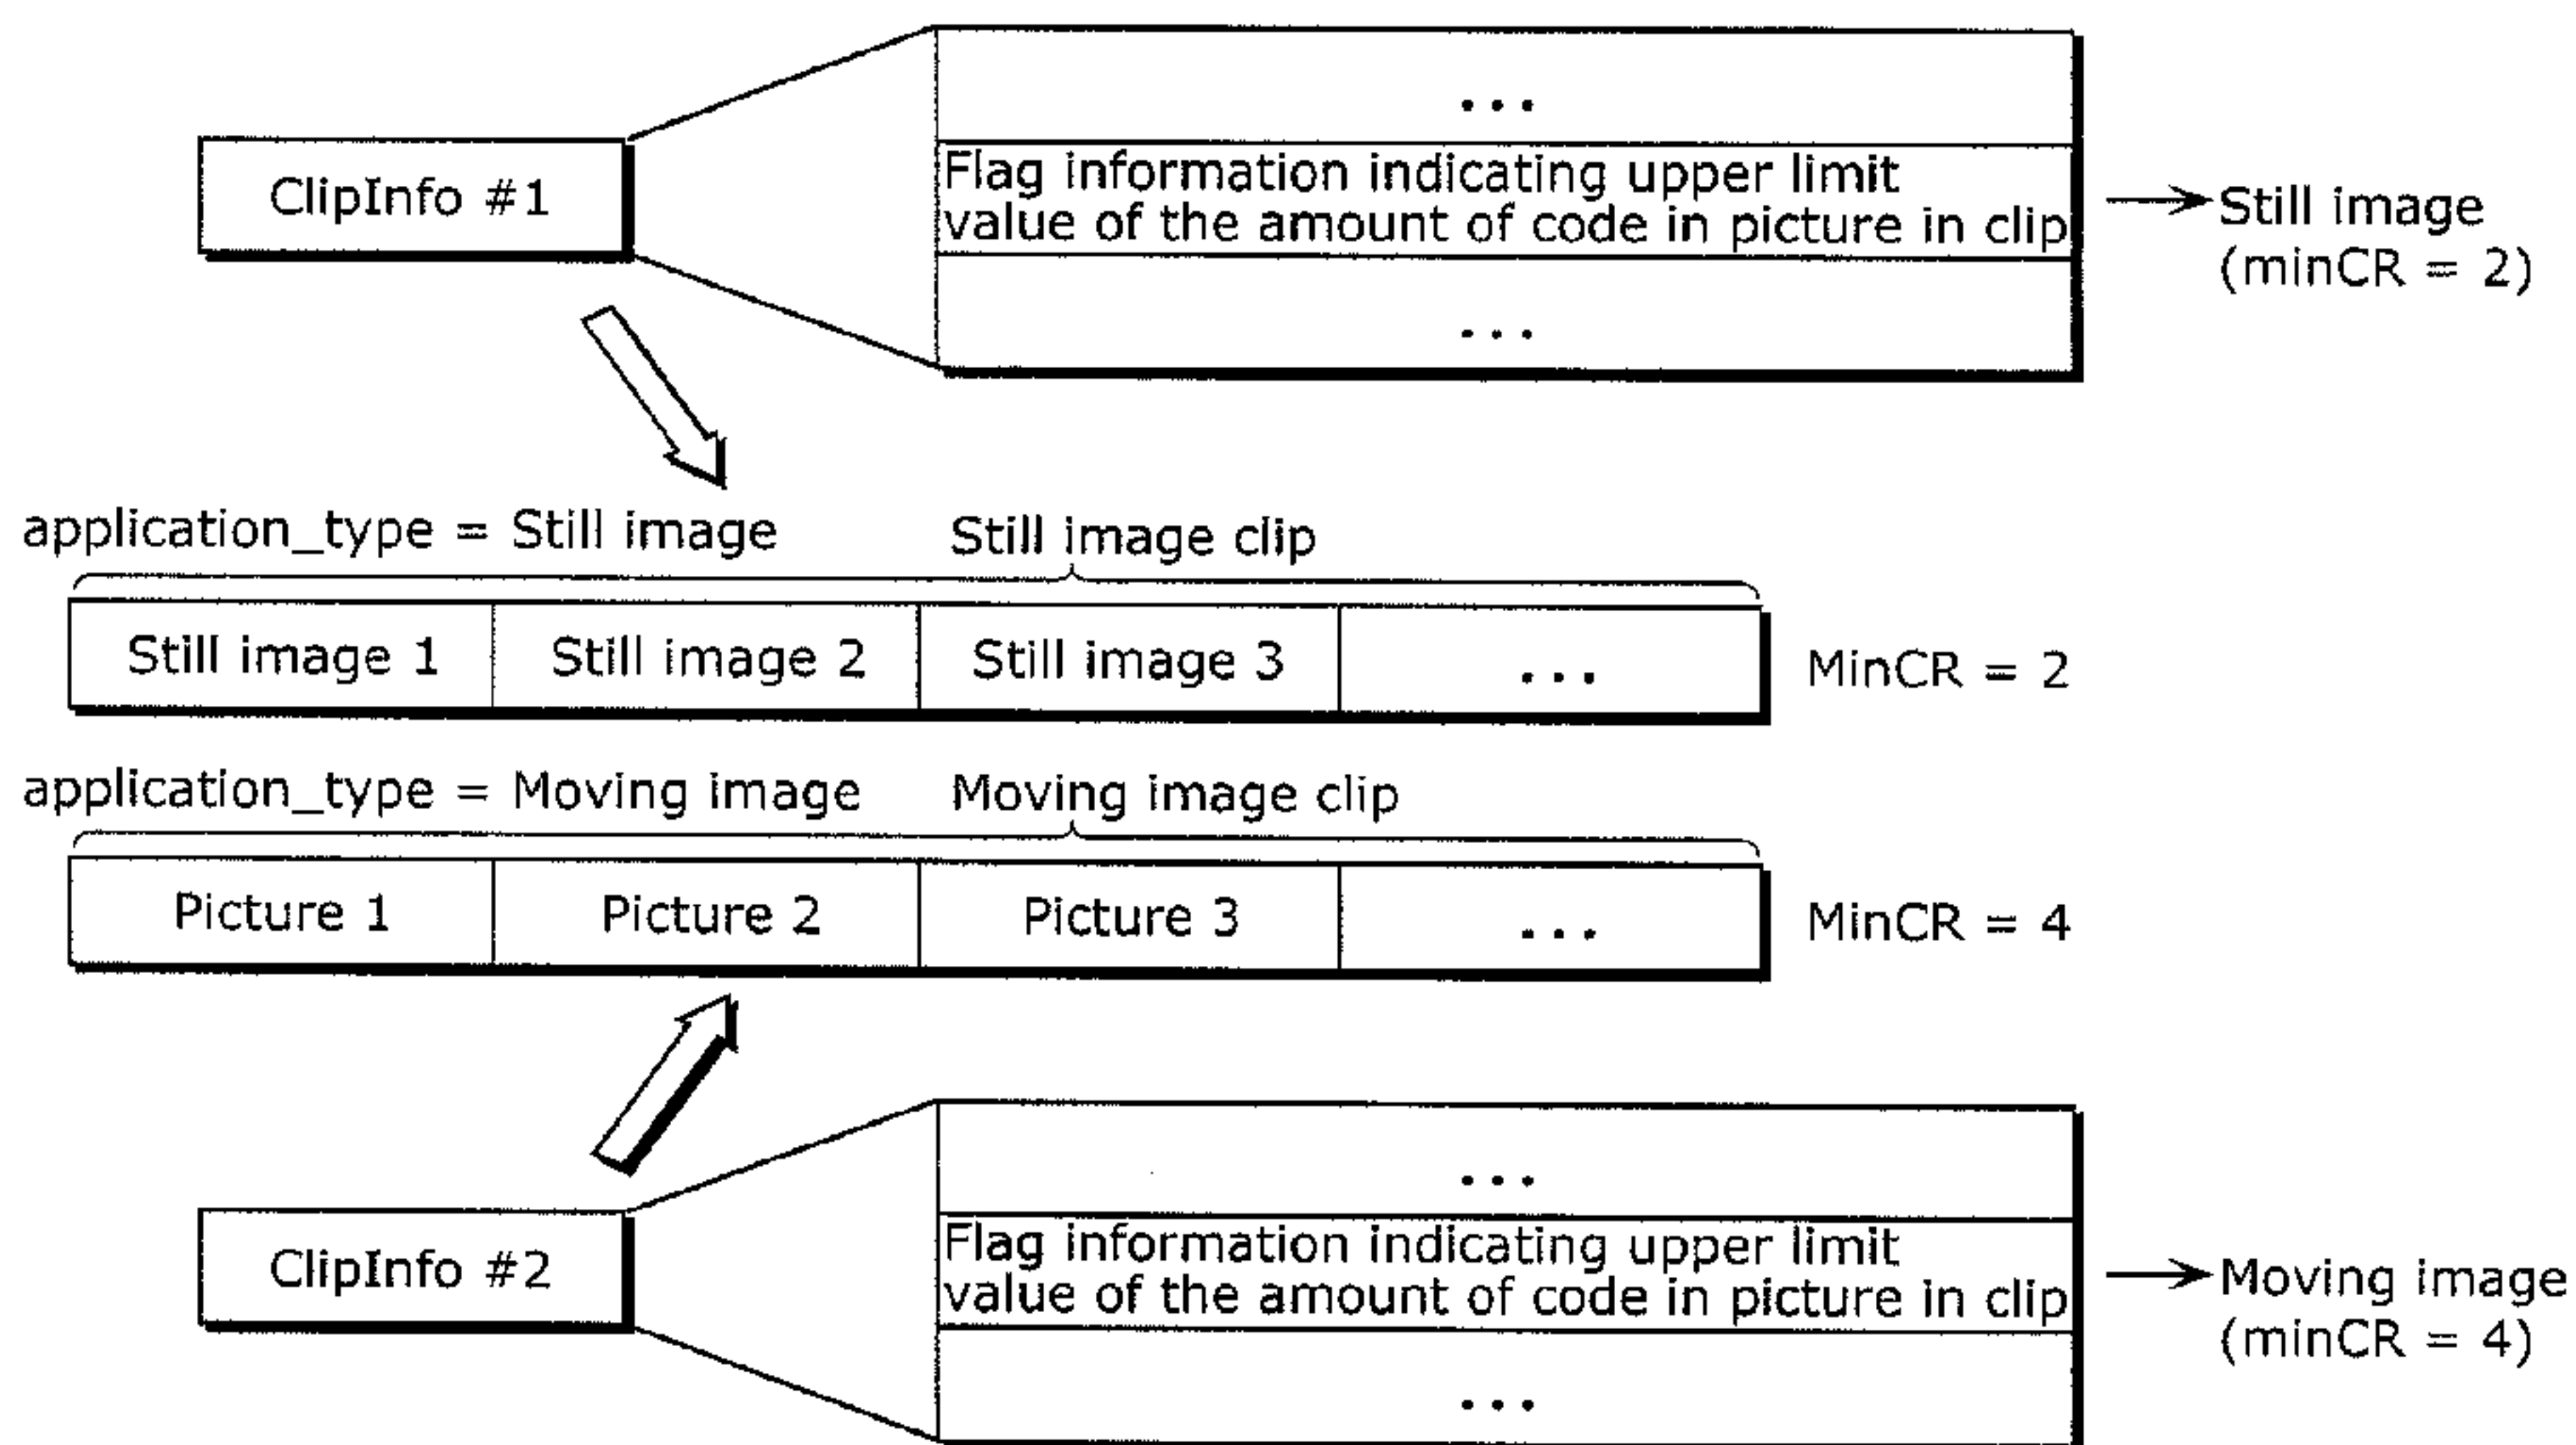 ...
ClipInfo #1
Flag information indicating upper limit
value of the amount of code in picture in clip
Still image
(minCR = 2)
...
application_type = Still image
Still image clip
Still image 1
Still image 2
Still image 3
...
MinCR = 2
application_type = Moving image
Moving image clip
Picture 1
Picture 2
Picture 3
...
MinCR = 4
...
ClipInfo #2
Flag information indicating upper limit
value of the amount of code in picture in clip
Moving image
(minCR = 4)
...